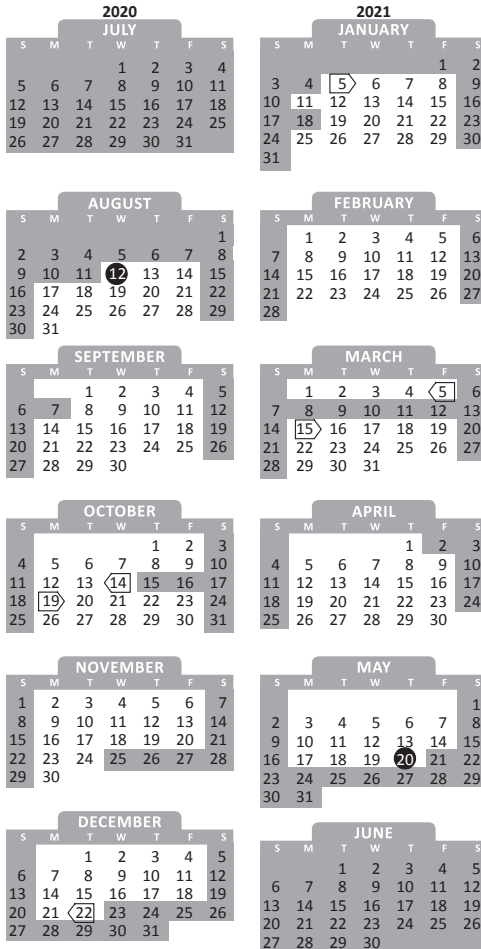 2020
JULY
S M T W T F S
1 2 3 4
5 6 7 8 9 10 11
12 13 14 15 16 17 18
19 20 21 22 23 24 25
26 27 28 29 30 31
AUGUST
S M T W T F S
1
2 3 4 5 6 7 8
9 10 11 12 13 14 15
16 17 18 19 20 21 22
23 24 25 26 27 28 29
30 31
SEPTEMBER
S M T W T F S
1 2 3 4 5
6 7 8 9 10 11 12
13 14 15 16 17 18 19
20 21 22 23 24 25 26
27 28 29 30
OCTOBER
S M T W T F S
1 2 3
4 5 6 7 8 9 10
11 12 13 14 15 16 17
18 19 20 21 22 23 24
25 26 27 28 29 30 31
NOVEMBER
S M T W T F S
1 2 3 4 5 6 7
8 9 10 11 12 13 14
15 16 17 18 19 20 21
22 23 24 25 26 27 28
29 30
DECEMBER
S M T W T F S
1 2 3 4 5
6 7 8 9 10 11 12
13 14 15 16 17 18 19
20 21 22 23 24 25 26
27 28 29 30 31
2021
JANUARY
S M T W T F S
1 2
3 4 5 6 7 8 9
10 11 12 13 14 15 16
17 18 19 20 21 22 23
24 25 26 27 28 29 30
31
FEBRUARY
S M T W T F S
1 2 3 4 5 6
7 8 9 10 11 12 13
14 15 16 17 18 19 20
21 22 23 24 25 26 27
28
MARCH
S M T W T F S
1 2 3 4 5 6
7 8 9 10 11 12 13
14 15 16 17 18 19 20
21 22 23 24 25 26 27
28 29 30 31
APRIL
S M T W T F S
1 2 3
4 5 6 7 8 9 10
11 12 13 14 15 16 17
18 19 20 21 22 23 24
25 26 27 28 29 30
MAY
S M T W T F S
1
2 3 4 5 6 7 8
9 10 11 12 13 14 15
16 17 18 19 20 21 22
23 24 25 26 27 28 29
30 31
JUNE
S M T W T F S
1 2 3 4 5
6 7 8 9 10 11 12
13 14 15 16 17 18 19
20 21 22 23 24 25 26
27 28 29 30